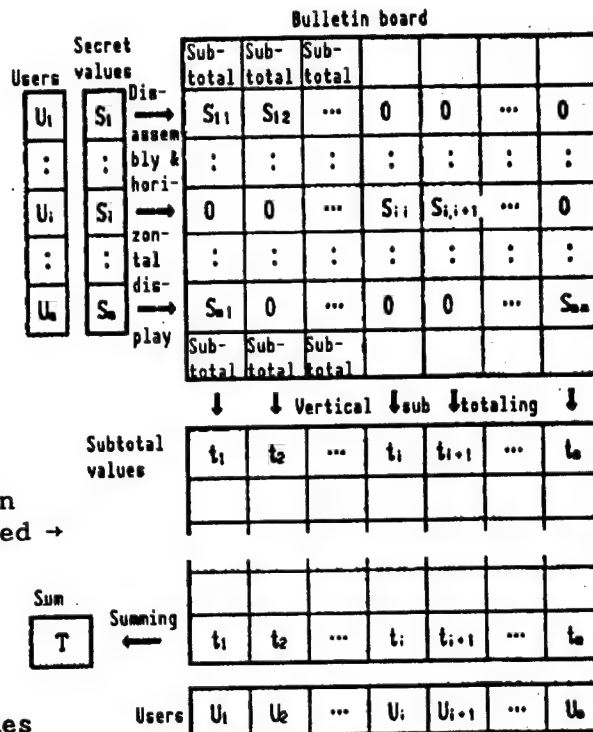 Bulletin board
Users Secret values
Sub-total Sub-total Sub-total
U₁ S₁ Dis- → S₁₁ S₁₂ ... 0 0 ... 0
: : assem bly & : : : : : : :
Uᵢ Sᵢ hori- → 0 0 ... Sᵢᵢ Sᵢ,ᵢ₊₁ ... 0
: : zon- tal : : : : : : :
Uₙ Sₙ dis- → Sₙ₁ 0 ... 0 0 ... Sₙₙ
play
Sub-total Sub-total Sub-total
↓ ↓ Vertical ↓sub ↓totaling ↓
Subtotal values t₁ t₂ ... tᵢ tᵢ₊₁ ... tₙ
n
ed →
Sum
T Summing ← t₁ t₂ ... tᵢ tᵢ₊₁ ... tₙ
es
Users U₁ U₂ ... Uᵢ Uᵢ₊₁ ... Uₙ